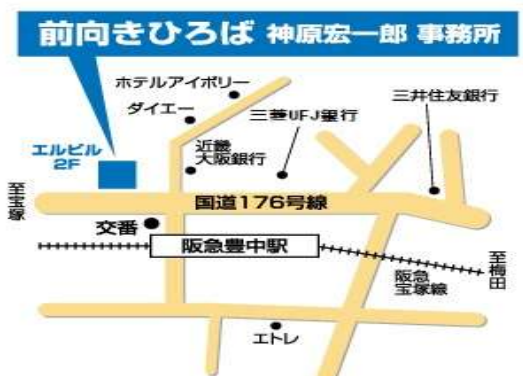 前向きひろば 神原宏一郎 事務所
ホテルアイボリー
ダイエー
三井住友銀行
三菱UFJ銀行
エルビル
2F
近畿
大阪銀行
至宝塚
国道176号線
交番
阪急豊中駅
至梅田
阪急
宝塚線
エトレ